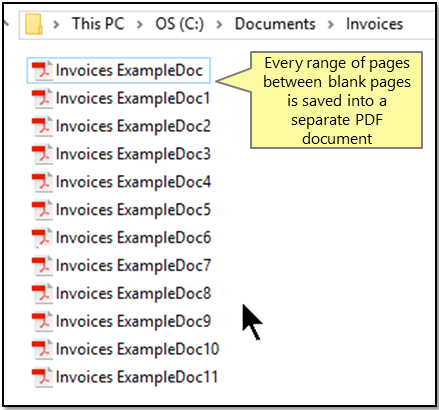 This PC > OS (C:) > Documents > Invoices
Invoices ExampleDoc
Every range of pages
between blank pages
is saved into a
separate PDF
document
Invoices ExampleDoc1
Invoices ExampleDoc2
Invoices ExampleDoc3
Invoices ExampleDoc4
Invoices ExampleDoc5
Invoices ExampleDoc6
Invoices ExampleDoc7
Invoices ExampleDoc8
Invoices ExampleDoc9
Invoices ExampleDoc10
Invoices ExampleDoc11